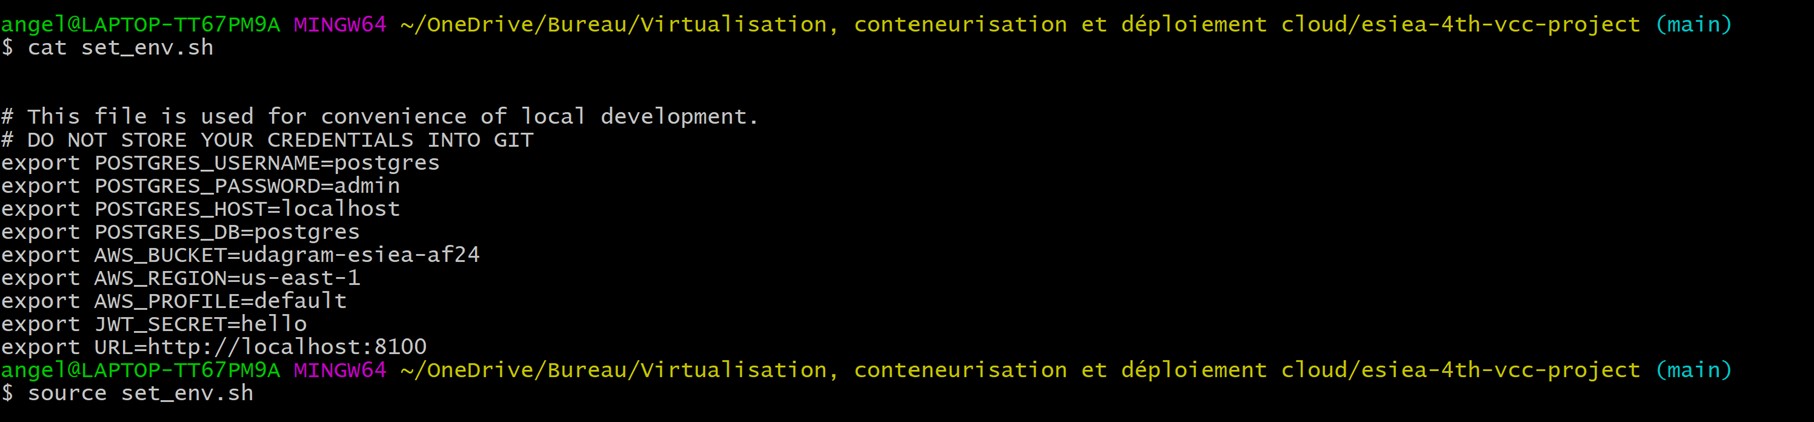 angel@LAPTOP-TT67PM9A MINGW64 ~/OneDrive/Bureau/Virtualisation, conteneurisation et déploiement cloud/esiea-4th-vcc-project (main)
$ cat set_env.sh
# This file is used for convenience of local development.
# DO NOT STORE YOUR CREDENTIALS INTO GIT
export POSTGRES_USERNAME=postgres
export POSTGRES_PASSWORD=admin
export POSTGRES_HOST=localhost
export POSTGRES_DB=postgres
export AWS_BUCKET=udagram-esiea-af24
export AWS_REGION=us-east-1
export AWS_PROFILE=default
export JWT_SECRET=hello
export URL=http://localhost:8100
angel@LAPTOP-TT67PM9A MINGW64 ~/OneDrive/Bureau/Virtualisation, conteneurisation et déploiement cloud/esiea-4th-vcc-project (main)
$ source set_env.sh